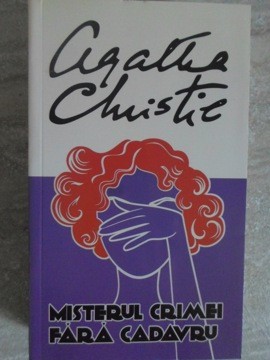 Agatha
Christie
MISTERUL CRIMEI
FĂRĂ CADAVRU